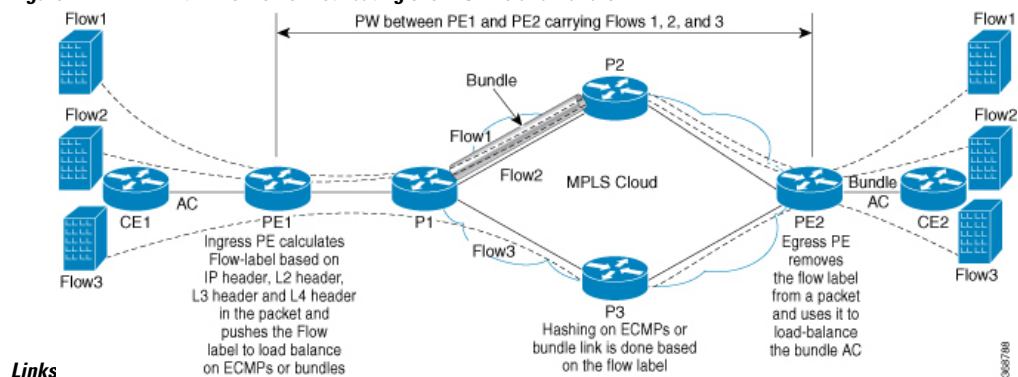 PW between PE1 and PE2 carrying Flows 1, 2, and 3
Flow1
Flow1
P2
Bundle
Flow2
Flow2
Flow1
Flow2
MPLS Cloud
CE1
AC
PE1
P1
PE2
Bundle
AC
CE2
Flow3
Flow3
Flow3
P3
Ingress PE calculates
Flow-label based on
IP header, L2 header,
L3 header and L4 header
in the packet and
pushes the Flow
label to load balance
on ECMPs or bundles
Hashing on ECMPs or
bundle link is done based
on the flow label
Egress PE
removes
the flow label
from a packet
and uses it to
load-balance
the bundle AC
368788
Links